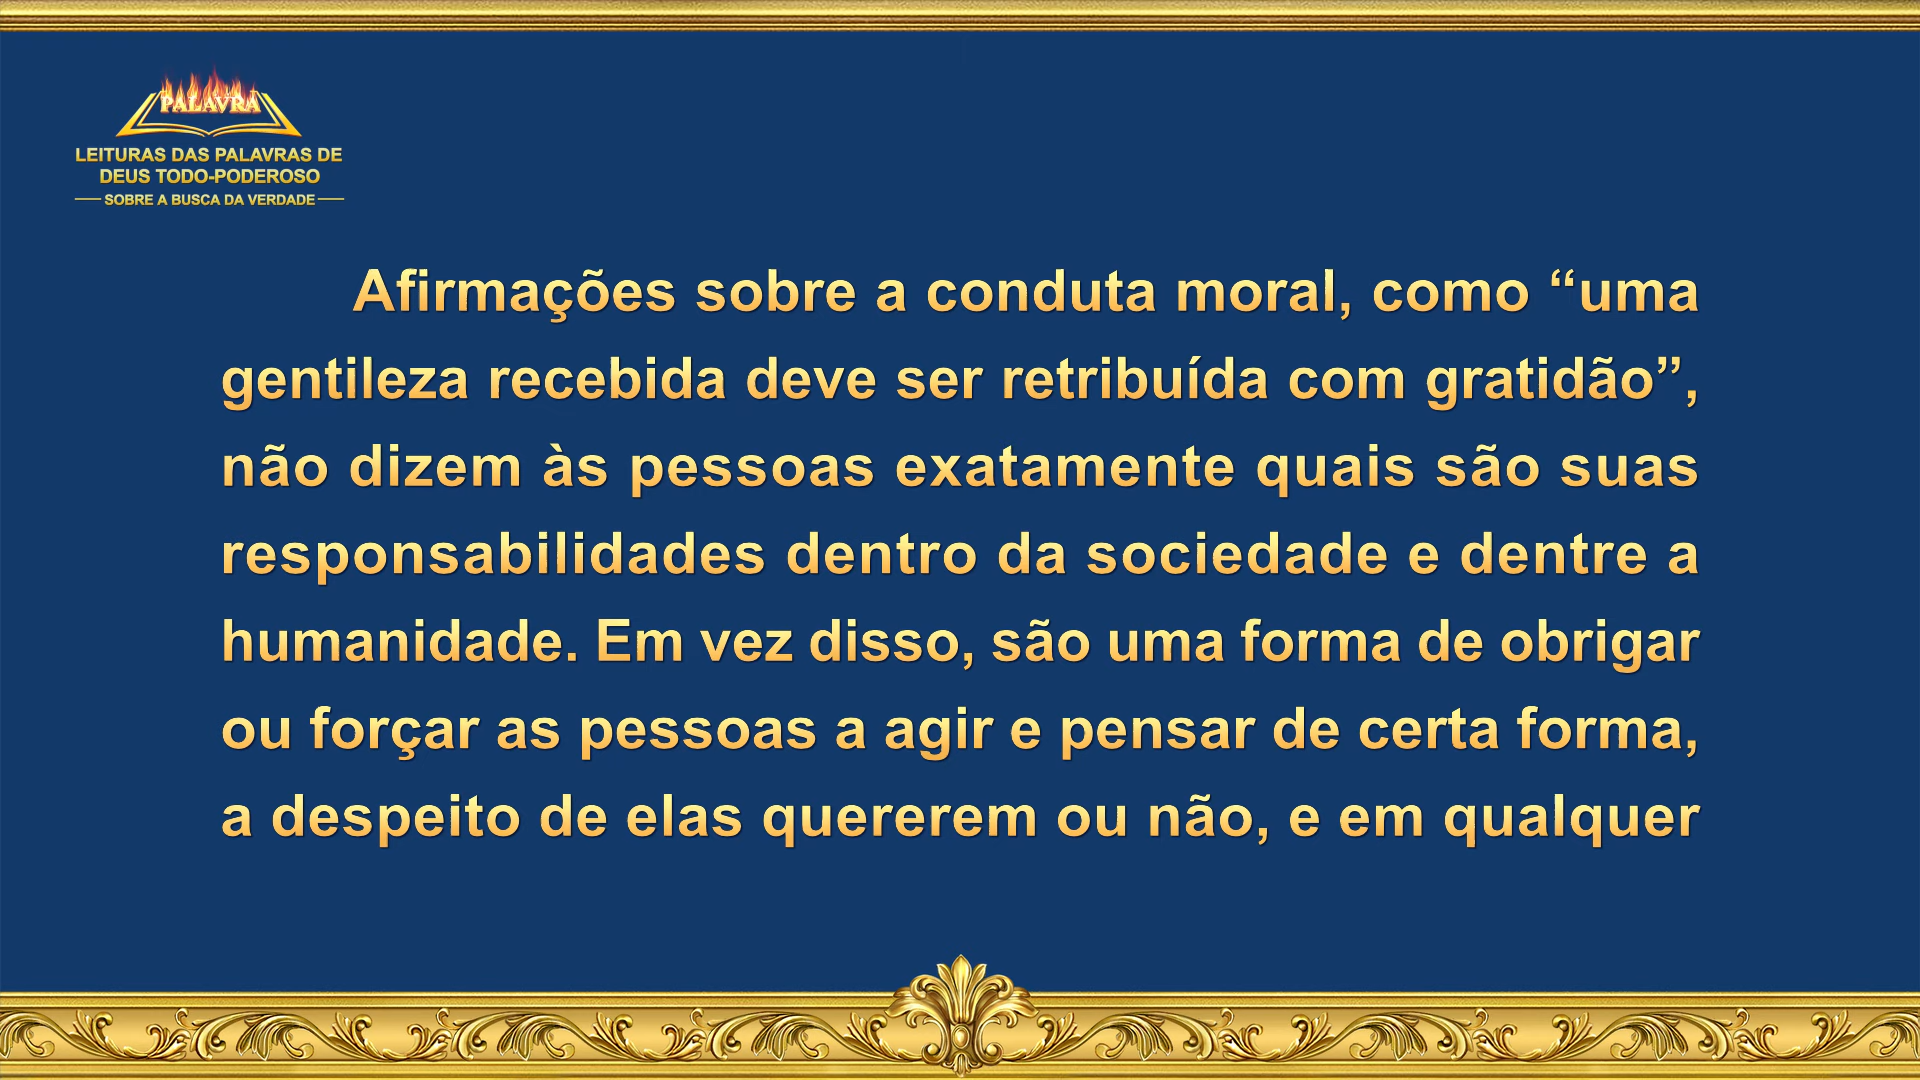 PALAVRA
LEITURAS DAS PALAVRAS DE
DEUS TODO-PODEROSO
SOBRE A BUSCA DA VERDADE
Afirmações sobre a conduta moral, como “uma
gentileza recebida deve ser retribuída com gratidão”,
não dizem às pessoas exatamente quais são suas
responsabilidades dentro da sociedade e dentre a
humanidade. Em vez disso, são uma forma de obrigar
ou forçar as pessoas a agir e pensar de certa forma,
a despeito de elas quererem ou não, e em qualquer